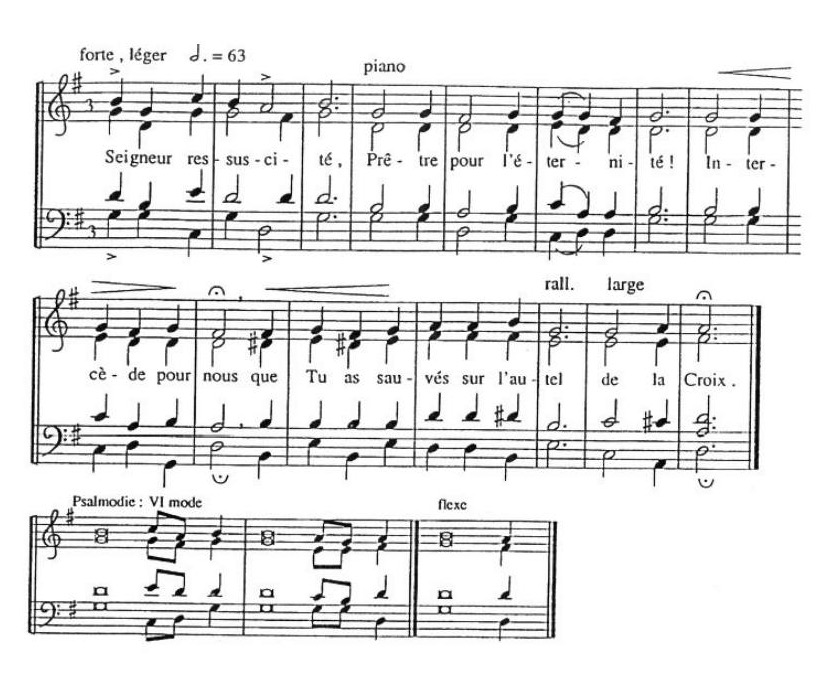 forte, léger 𝅗𝅥. = 63
piano
3
Seigneur res - sus - ci - té, Prê - tre pour l'é - ter - ni - té ! In - ter -
3
rall. large
cè - de pour nous que Tu as sau - vés sur l'au - tel de la Croix.
Psalmodie : VI mode
flexe